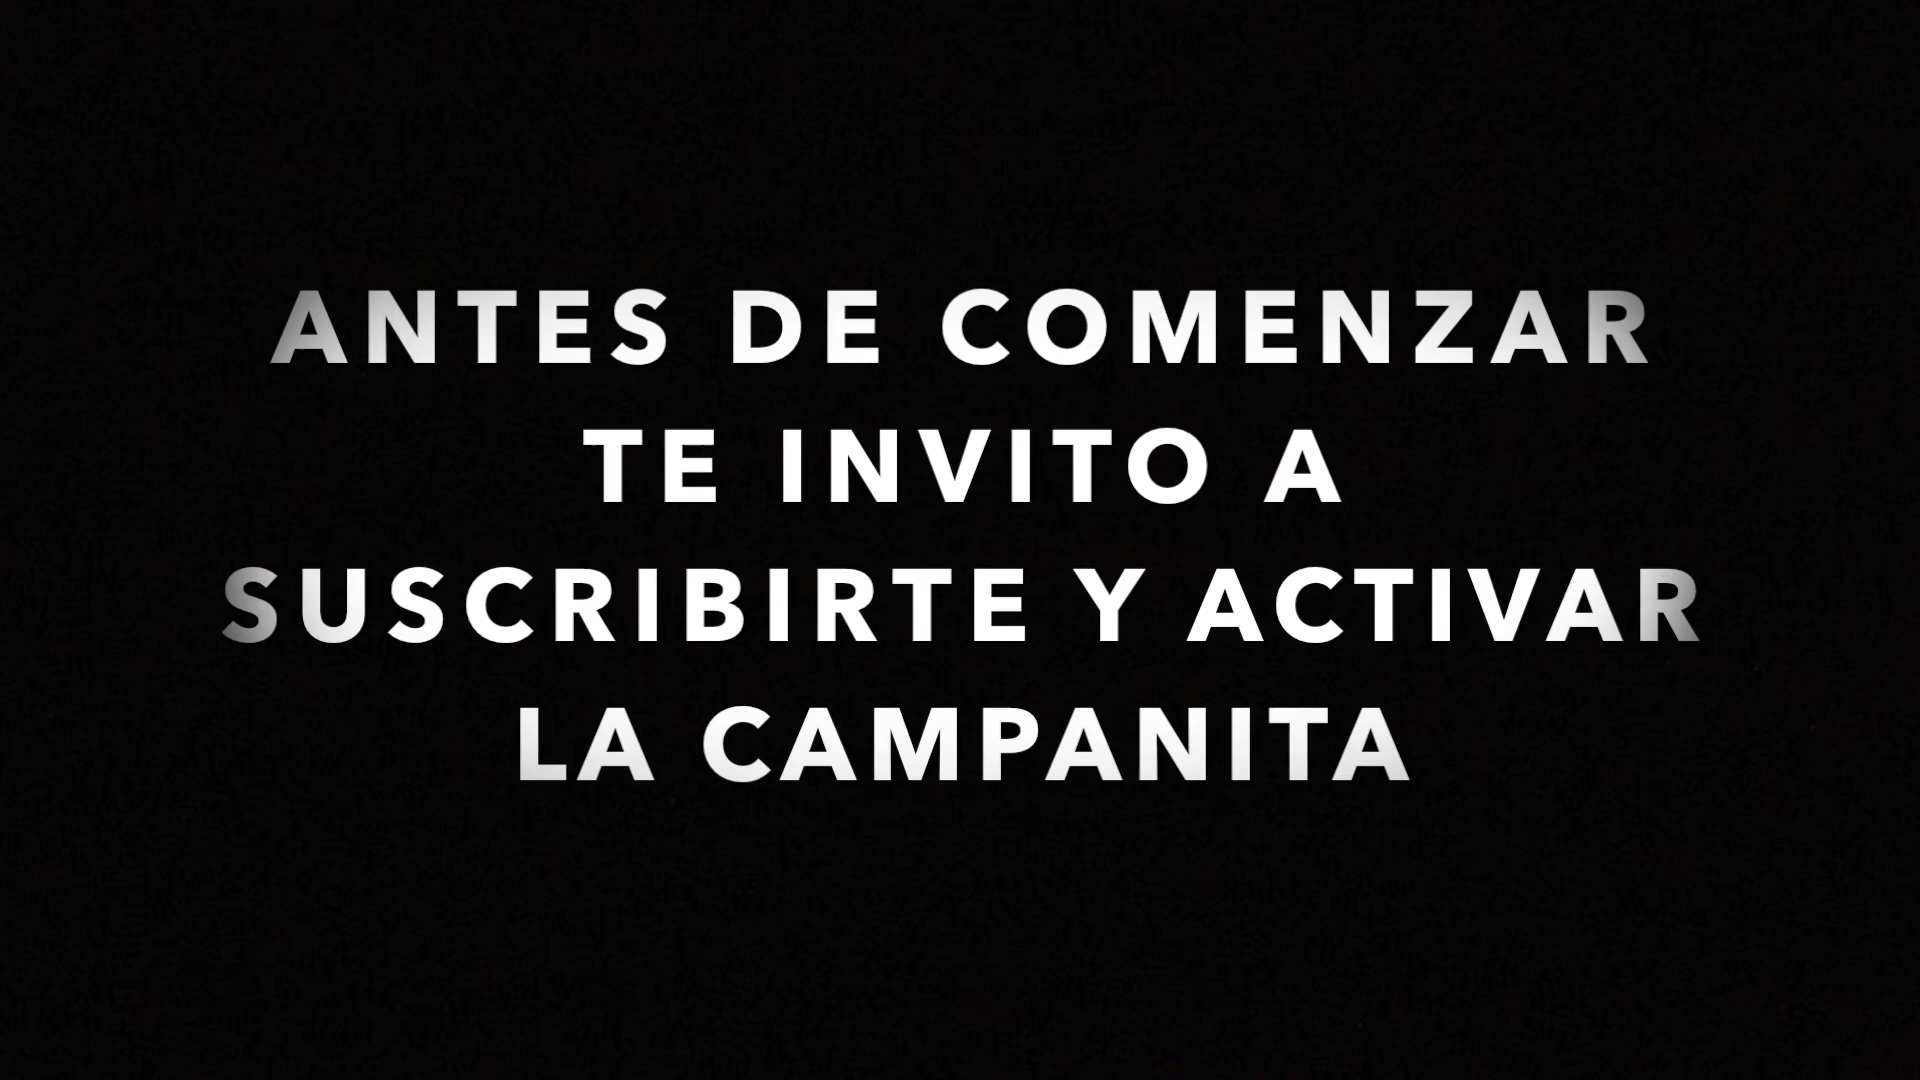 ANTES DE COMENZAR
TE INVITO A
SUSCRIBIRTE Y ACTIVAR
LA CAMPANITA